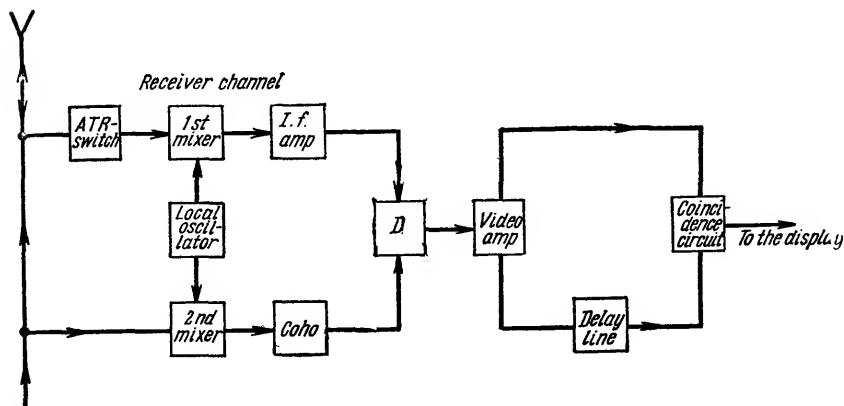 Receiver channel
ATR-
switch
1st
mixer
I.f.
amp
Local
oscil-
lator
D
Video
amp
Coinci-
dence
circuit
To the display
2nd
mixer
Coho
Delay
line